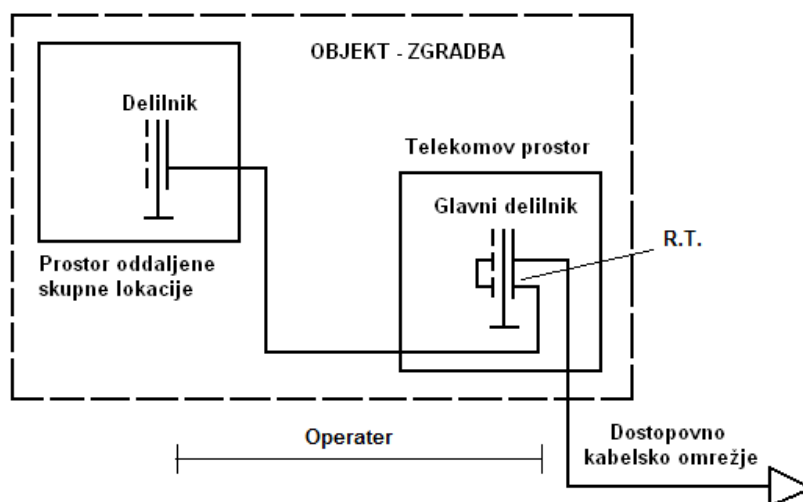 OBJEKT - ZGRADBA
Delilnik
Prostor oddaljene
skupne lokacije
Telekomov prostor
Glavni delilnik
R.T.
Operater
Dostopovno
kabelsko omrežje